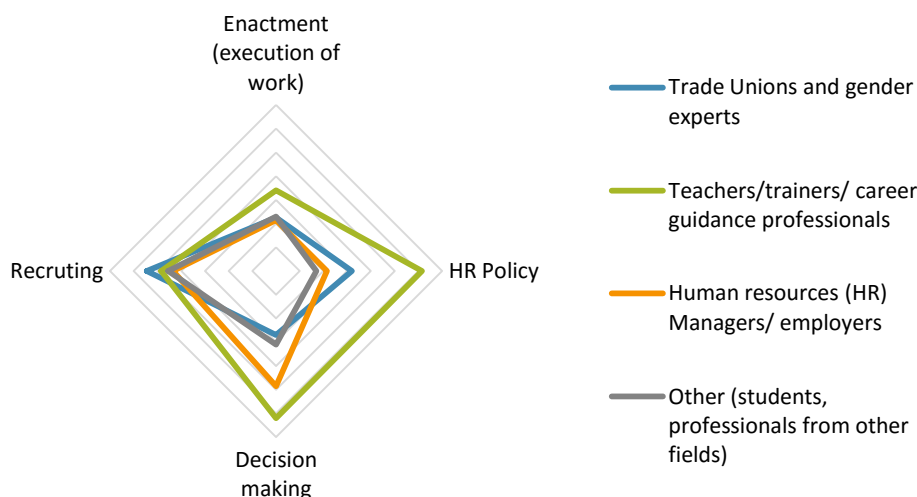 Enactment
(execution of
work)
Recruting
HR Policy
Decision
making
Trade Unions and gender
experts
Teachers/trainers/ career
guidance professionals
Human resources (HR)
Managers/ employers
Other (students,
professionals from other
fields)